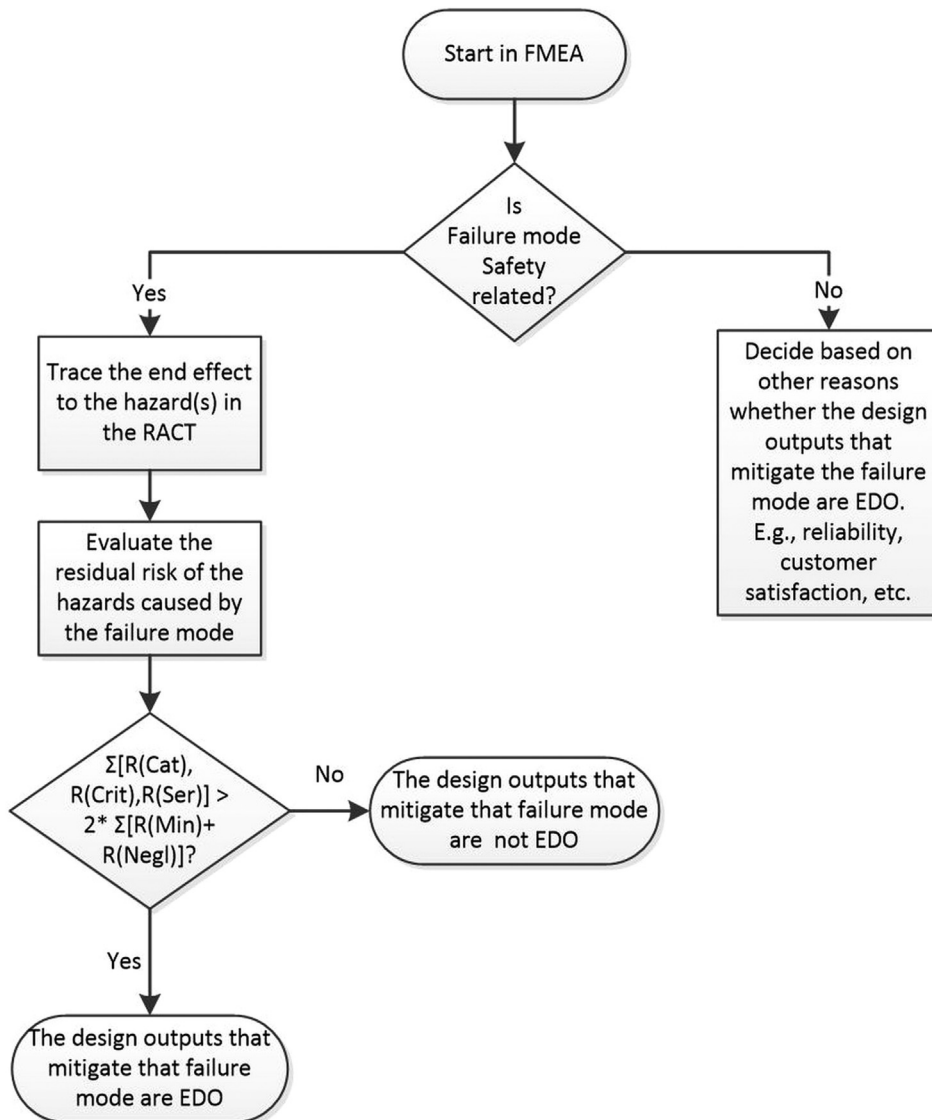 Start in FMEA
Is
Failure mode
Safety
related?
Yes
No
Trace the end effect
to the hazard(s) in
the RACT
Decide based on
other reasons
whether the design
outputs that
mitigate the failure
mode are EDO.
E.g., reliability,
customer
satisfaction, etc.
Evaluate the
residual risk of the
hazards caused by
the failure mode
Σ[R(Cat),
R(Crit),R(Ser)] >
2* Σ[R(Min)+
R(Negl)]?
No
The design outputs that
mitigate that failure mode
are not EDO
Yes
The design outputs that
mitigate that failure
mode are EDO